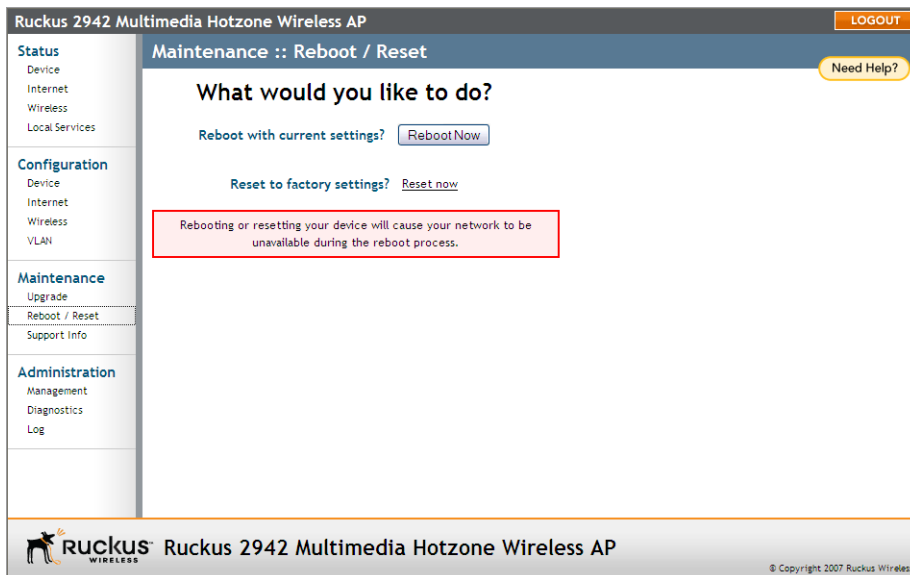 Ruckus 2942 Multimedia Hotzone Wireless AP
LOGOUT
Status
Device
Internet
Wireless
Local Services
Configuration
Device
Internet
Wireless
VLAN
Maintenance
Upgrade
Reboot / Reset
Support Info
Administration
Management
Diagnostics
Log
Maintenance :: Reboot / Reset
Need Help?
What would you like to do?
Reboot with current settings? Reboot Now
Reset to factory settings? Reset now
Rebooting or resetting your device will cause your network to be
unavailable during the reboot process.
RUCKUS
WIRELESS
Ruckus 2942 Multimedia Hotzone Wireless AP
© Copyright 2007 Ruckus Wireles